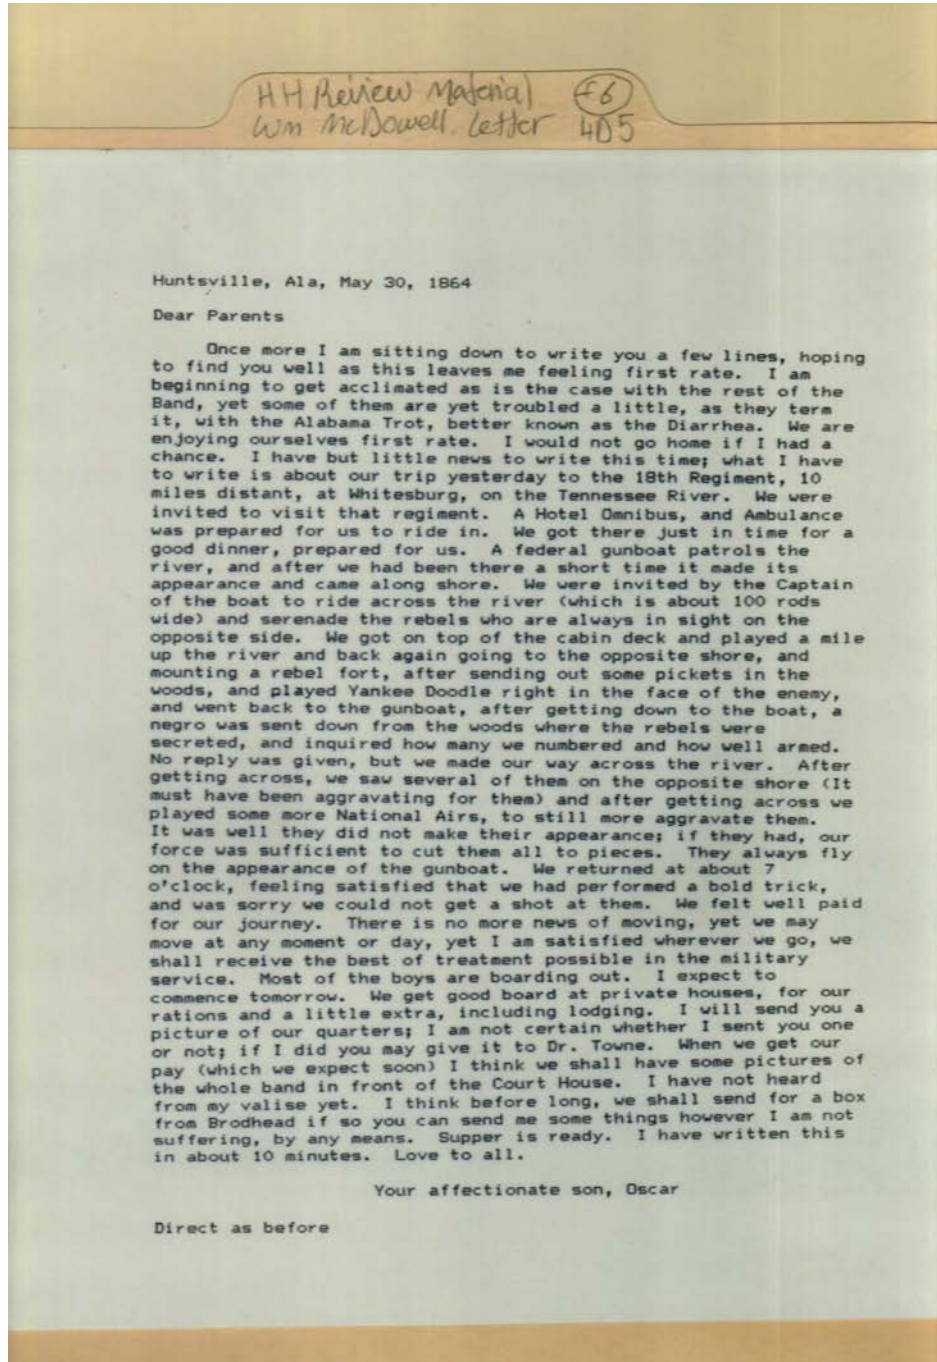 HH Review Material F6
Wm McDowell Letter 4D5
Huntsville, Ala, May 30, 1864
Dear Parents
Once more I am sitting down to write you a few lines, hoping
to find you well as this leaves me feeling first rate. I am
beginning to get acclimated as is the case with the rest of the
Band, yet some of them are yet troubled a little, as they term
it, with the Alabama Trot, better known as the Diarrhea. We are
enjoying ourselves first rate. I would not go home if I had a
chance. I have but little news to write this time; what I have
to write is about our trip yesterday to the 18th Regiment, 10
miles distant, at Whitesburg, on the Tennessee River. We were
invited to visit that regiment. A Hotel Omnibus, and Ambulance
was prepared for us to ride in. We got there just in time for a
good dinner, prepared for us. A federal gunboat patrols the
river, and after we had been there a short time it made its
appearance and came along shore. We were invited by the Captain
of the boat to ride across the river (which is about 100 rods
wide) and serenade the rebels who are always in sight on the
opposite side. We got on top of the cabin deck and played a mile
up the river and back again going to the opposite shore, and
mounting a rebel fort, after sending out some pickets in the
woods, and played Yankee Doodle right in the face of the enemy,
and went back to the gunboat, after getting down to the boat, a
negro was sent down from the woods where the rebels were
secreted, and inquired how many we numbered and how well armed.
No reply was given, but we made our way across the river. After
getting across, we saw several of them on the opposite shore (It
must have been aggravating for them) and after getting across we
played some more National Airs, to still more aggravate them.
It was well they did not make their appearance; if they had, our
force was sufficient to cut them all to pieces. They always fly
on the appearance of the gunboat. We returned at about 7
o'clock, feeling satisfied that we had performed a bold trick,
and was sorry we could not get a shot at them. We felt well paid
for our journey. There is no more news of moving, yet we may
move at any moment or day, yet I am satisfied wherever we go, we
shall receive the best of treatment possible in the military
service. Most of the boys are boarding out. I expect to
commence tomorrow. We get good board at private houses, for our
rations and a little extra, including lodging. I will send you a
picture of our quarters; I am not certain whether I sent you one
or not; if I did you may give it to Dr. Towne. When we get our
pay (which we expect soon) I think we shall have some pictures of
the whole band in front of the Court House. I have not heard
from my valise yet. I think before long, we shall send for a box
from Brodhead if so you can send me some things however I am not
suffering, by any means. Supper is ready. I have written this
in about 10 minutes. Love to all.
Your affectionate son, Oscar
Direct as before